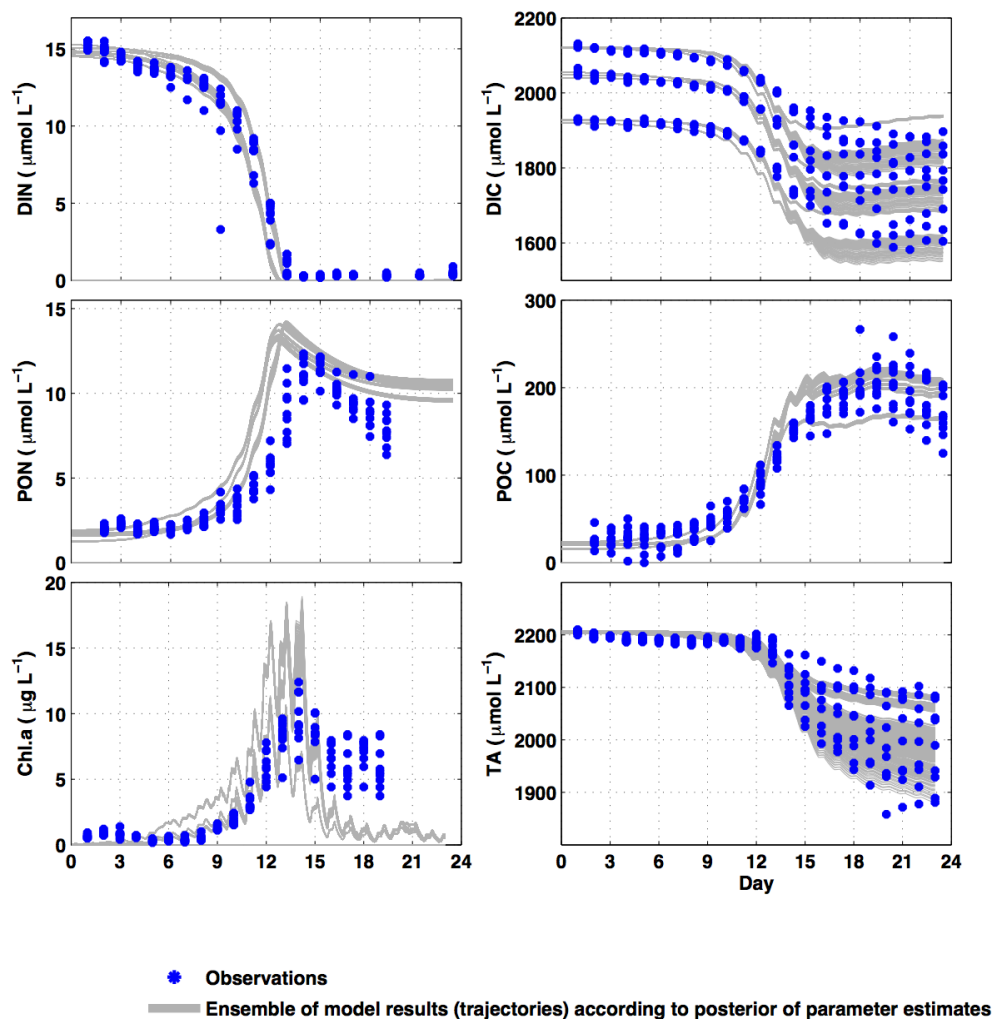 15
10
5
0
DIN ( μmol L⁻¹)
2200
2000
1800
1600
DIC ( μmol L⁻¹)
15
10
5
0
PON ( μmol L⁻¹)
300
200
100
0
POC ( μmol L⁻¹)
20
15
10
5
0
Chl.a ( μg L⁻¹)
0 3 6 9 12 15 18 21 24
2200
2100
2000
1900
TA ( μmol L⁻¹)
0 3 6 9 12 15 18 21 24
Day
Observations
Ensemble of model results (trajectories) according to posterior of parameter estimates